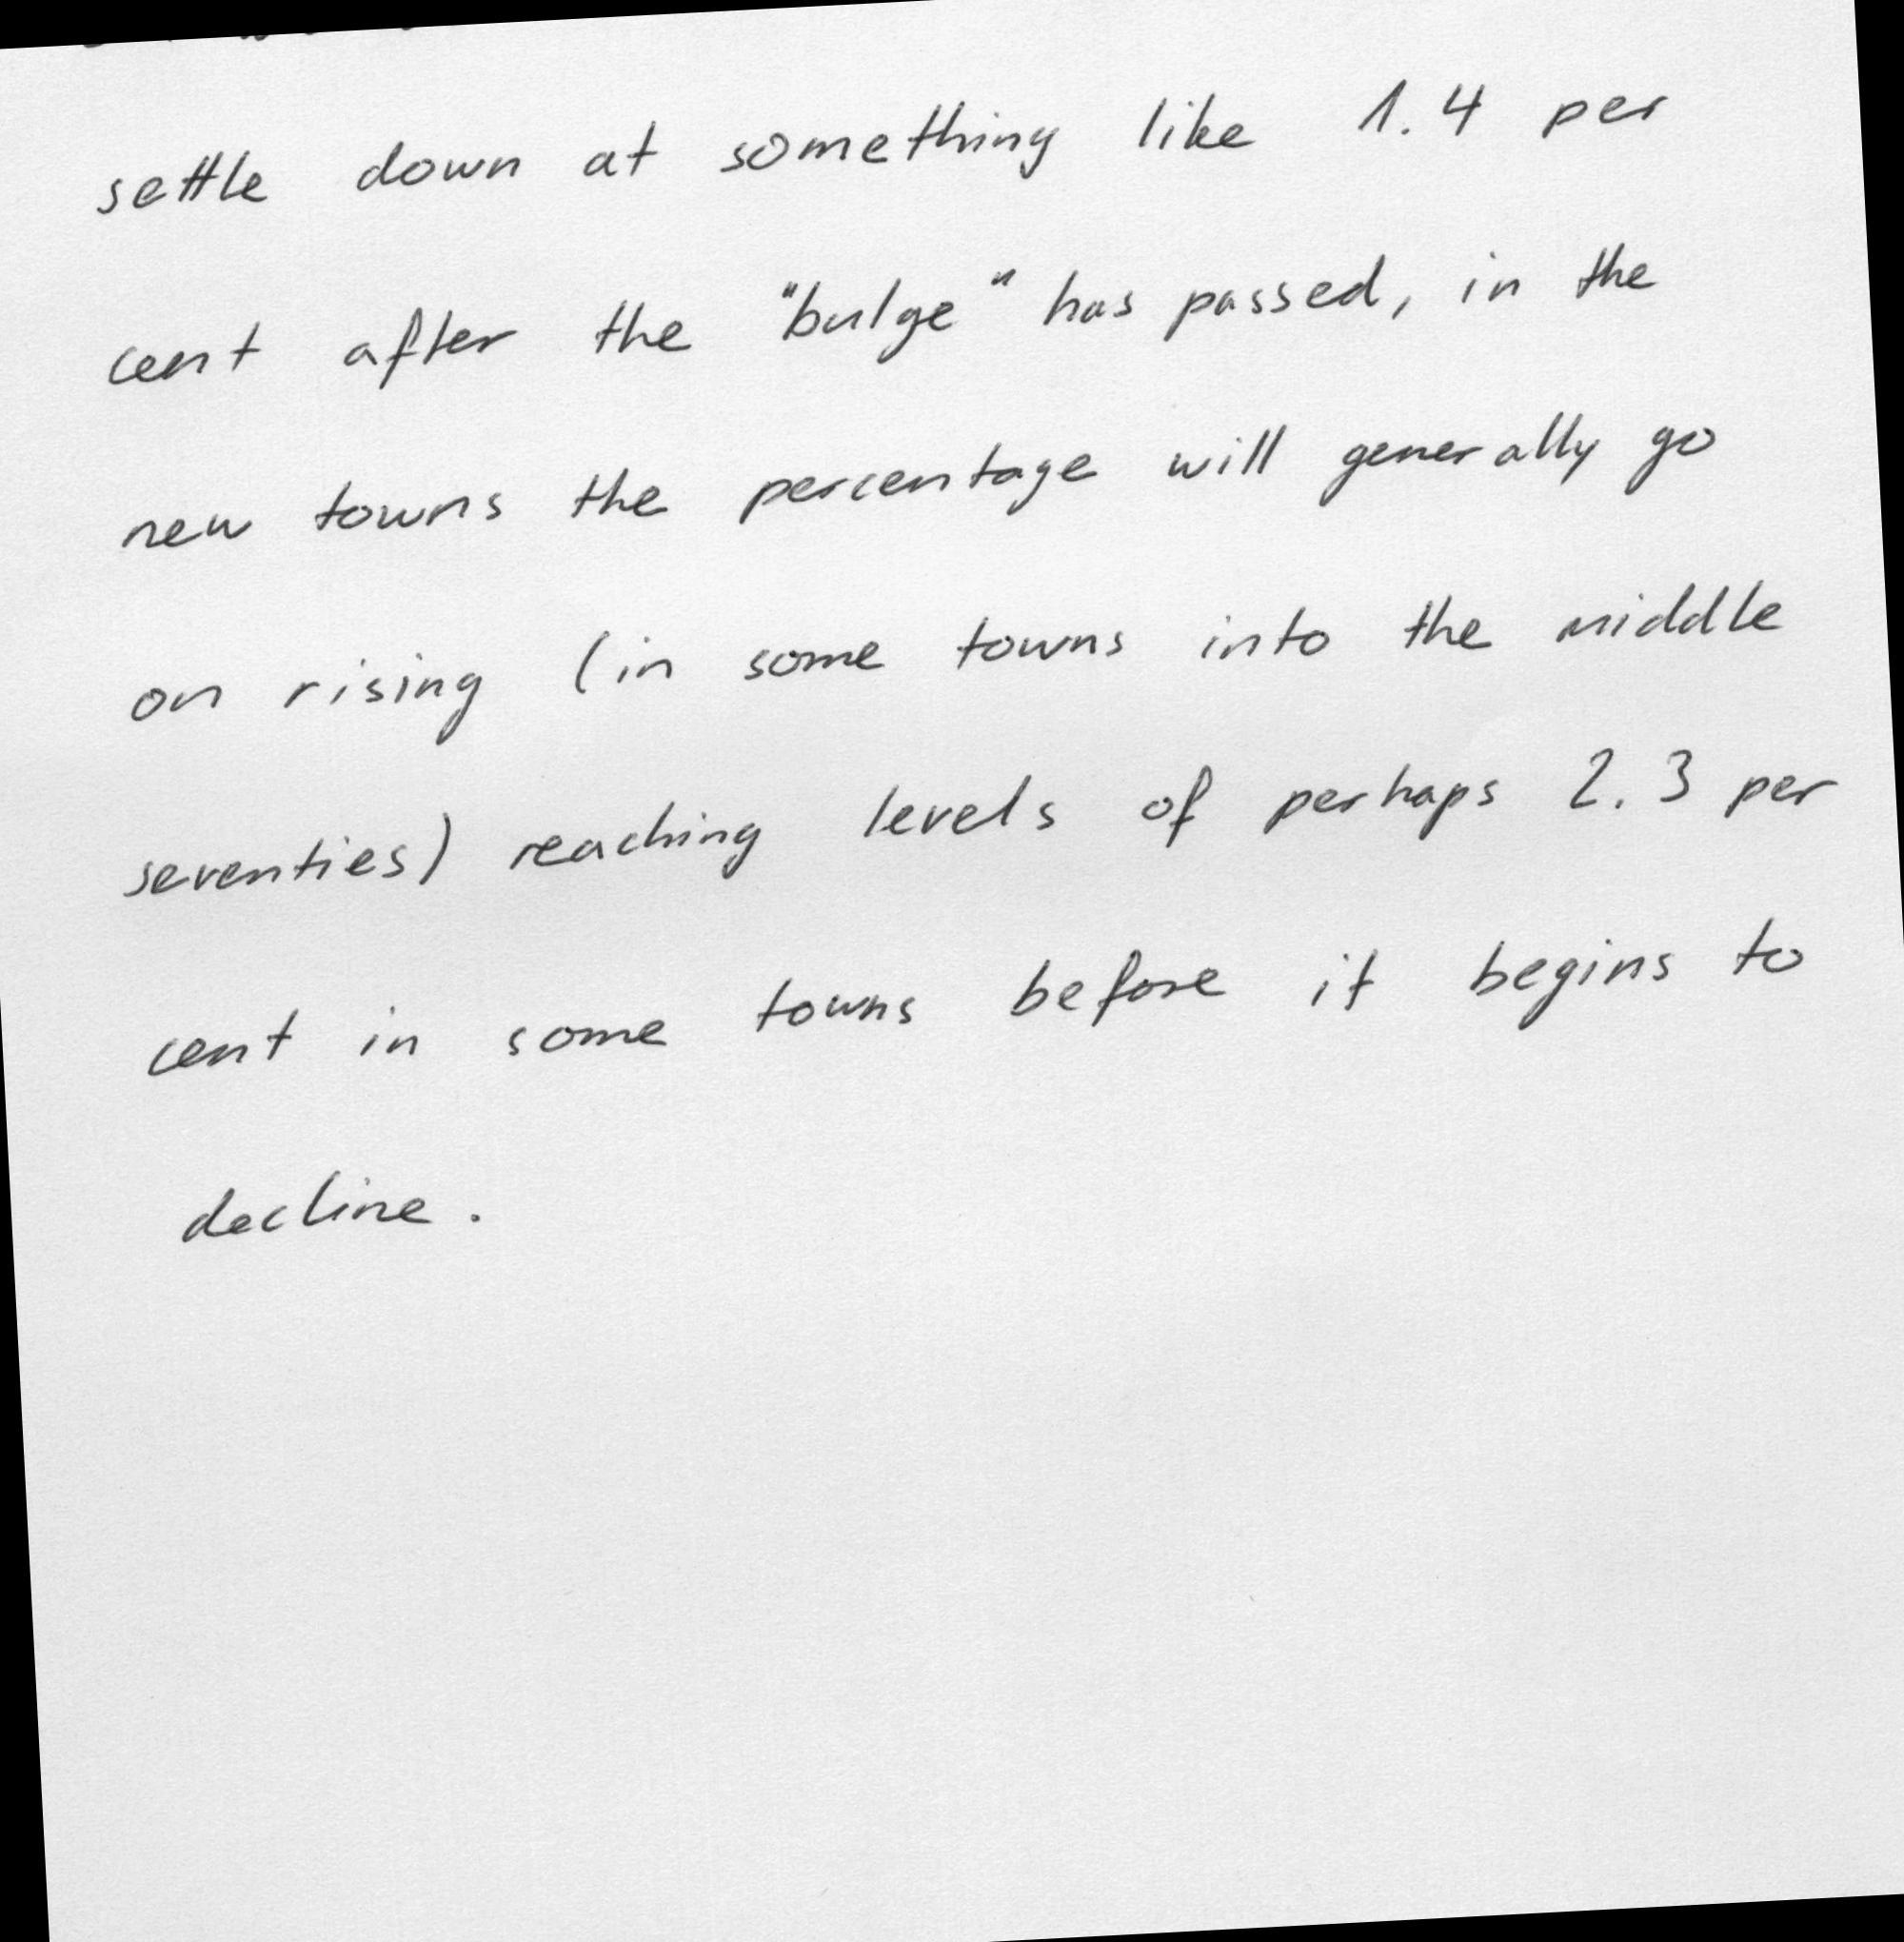 settle down at something like 1.4 per
cent after the "bulge" has passed, in the
new towns the percentage will generally go
on rising (in some towns into the middle
seventies) reaching levels of perhaps 2.3 per
cent in some towns before it begins to
decline.